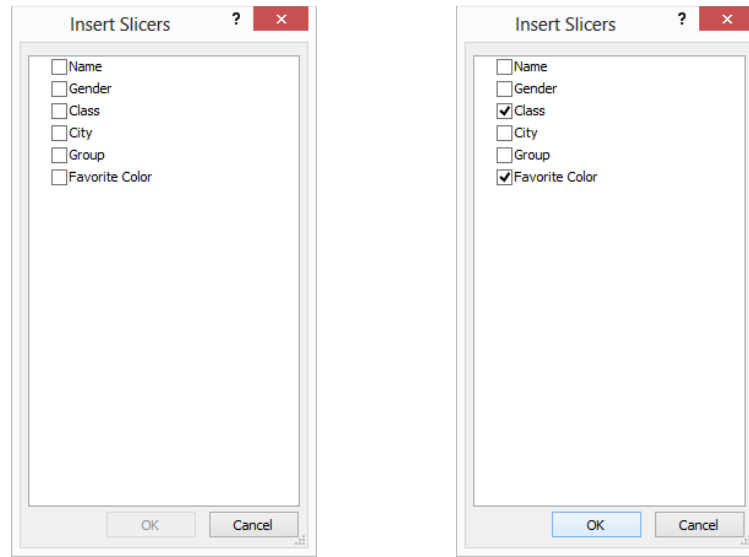 Insert Slicers ?
Name
Gender
Class
City
Group
Favorite Color
OK Cancel
Insert Slicers ?
Name
Gender
Class
City
Group
Favorite Color
OK Cancel